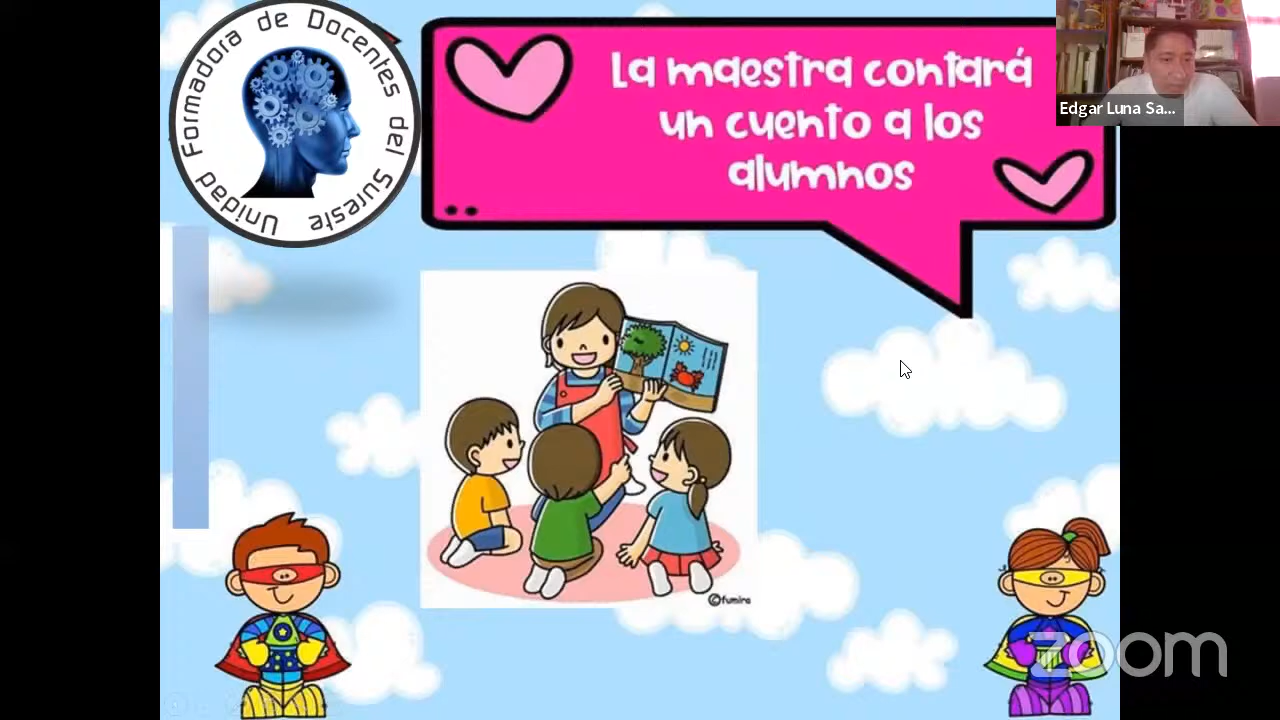 Unidad Formadora de Docentes del Sureste
La maestra contará
un cuento a los
alumnos
Edgar Luna Sa...
©fumira
zoom